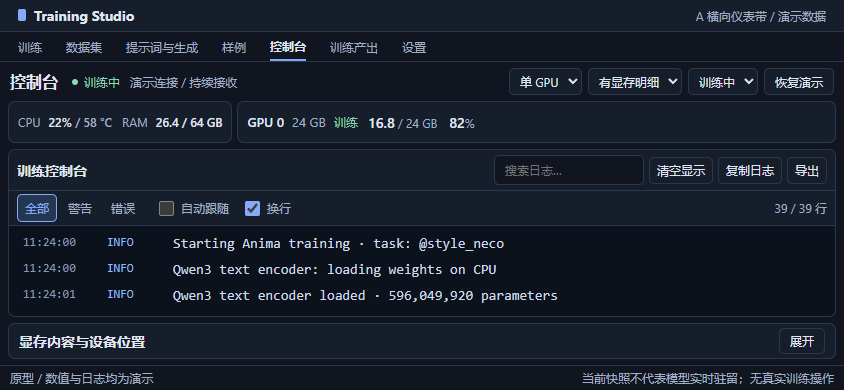 Training Studio A 横向仪表带 / 演示数据
训练 数据集 提示词与生成 样例 控制台 训练产出 设置
控制台 训练中 演示连接 / 持续接收 单 GPU 有显存明细 训练中 恢复演示
CPU 22% / 58 °C RAM 26.4 / 64 GB GPU 0 24 GB 训练 16.8 / 24 GB 82%
训练控制台 搜索日志... 清空显示 复制日志 导出
全部 警告 错误 自动跟随 换行 39 / 39 行
11:24:00 INFO Starting Anima training · task: @style_neco
11:24:00 INFO Qwen3 text encoder: loading weights on CPU
11:24:01 INFO Qwen3 text encoder loaded · 596,049,920 parameters
显存内容与设备位置 展开
原型 / 数值与日志均为演示 当前快照不代表模型实时驻留；无真实训练操作